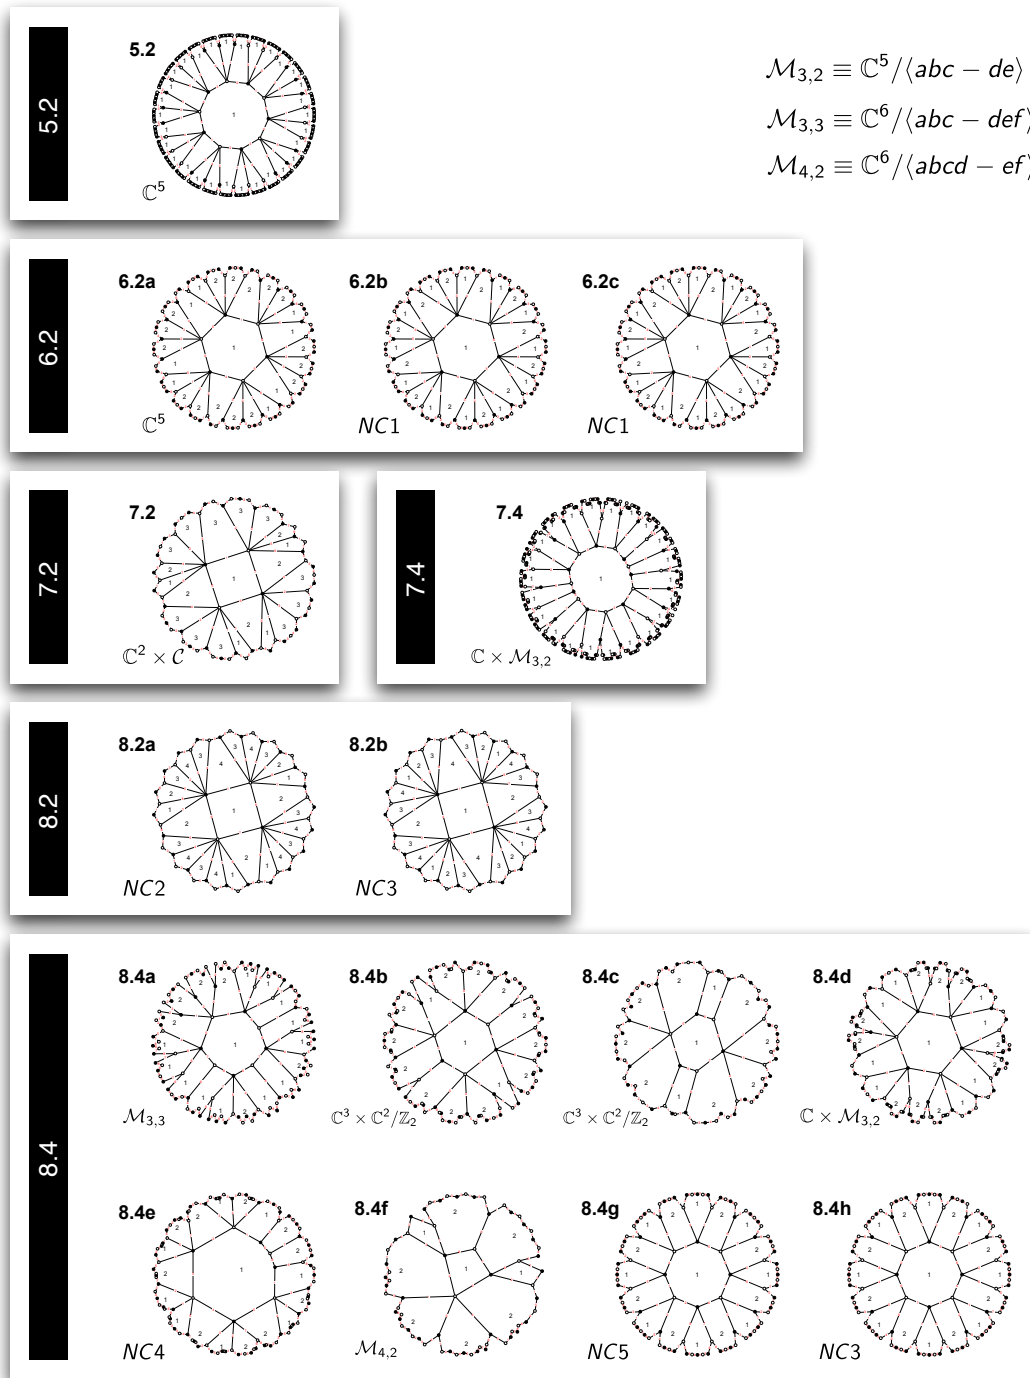 5.2
5.2
ℂ⁵
ℳ₃,₂ ≡ ℂ⁵/⟨abc − de⟩
ℳ₃,₃ ≡ ℂ⁶/⟨abc − def⟩
ℳ₄,₂ ≡ ℂ⁶/⟨abcd − ef⟩
6.2
6.2a 6.2b 6.2c
ℂ⁵ NC1 NC1
7.2
7.2
ℂ² × 𝒞
7.4
7.4
ℂ × ℳ₃,₂
8.2
8.2a 8.2b
NC2 NC3
8.4
8.4a 8.4b 8.4c 8.4d
ℳ₃,₃ ℂ³ × ℂ²/ℤ₂ ℂ³ × ℂ²/ℤ₂ ℂ × ℳ₃,₂
8.4e 8.4f 8.4g 8.4h
NC4 ℳ₄,₂ NC5 NC3